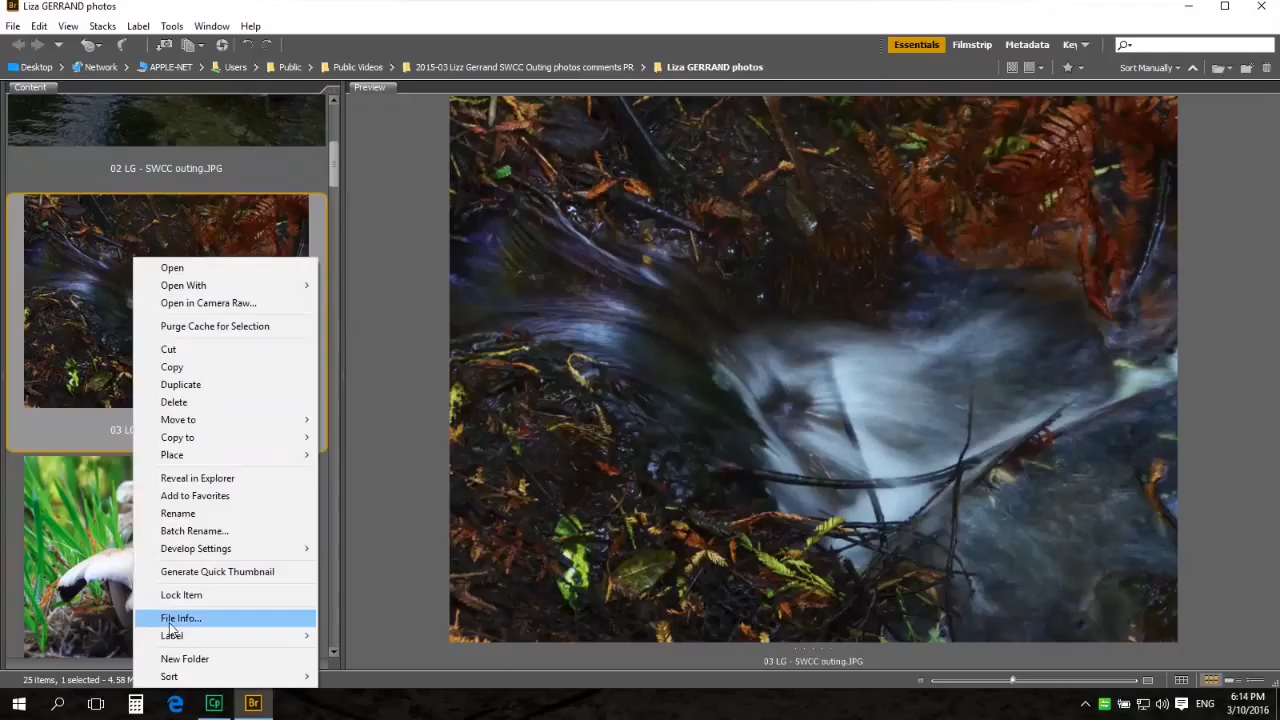 Br Liza GERRAND photos
File Edit View Stacks Label Tools Window Help
Essentials Filmstrip Metadata
Desktop Network APPLE-NET Users Public Public Videos 2015-03 Lizz Gerrand SWCC Outing photos comments PR Liza GERRAND photos Sort Manually
Content
Preview
02 LG - SWCC outing.JPG
Open
Open With
Open in Camera Raw...
Purge Cache for Selection
Cut
Copy
Duplicate
Delete
Move to
Copy to
03 LG
Place
Reveal in Explorer
Add to Favorites
Rename
Batch Rename...
Develop Settings
Generate Quick Thumbnail
Lock Item
File Info...
Label
New Folder
03 LG - SWCC outing.JPG
Sort
25 items, 1 selected - 4.58 M
Cp Br ENG
6:14 PM
3/10/2016